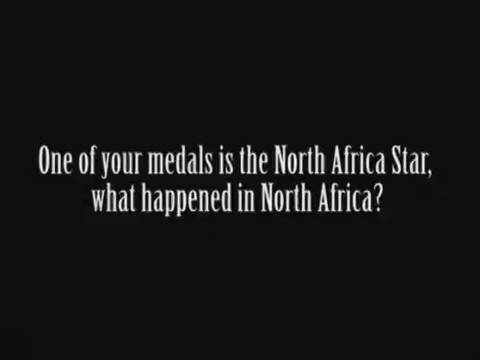 One of your medals is the North Africa Star,
what happened in North Africa?